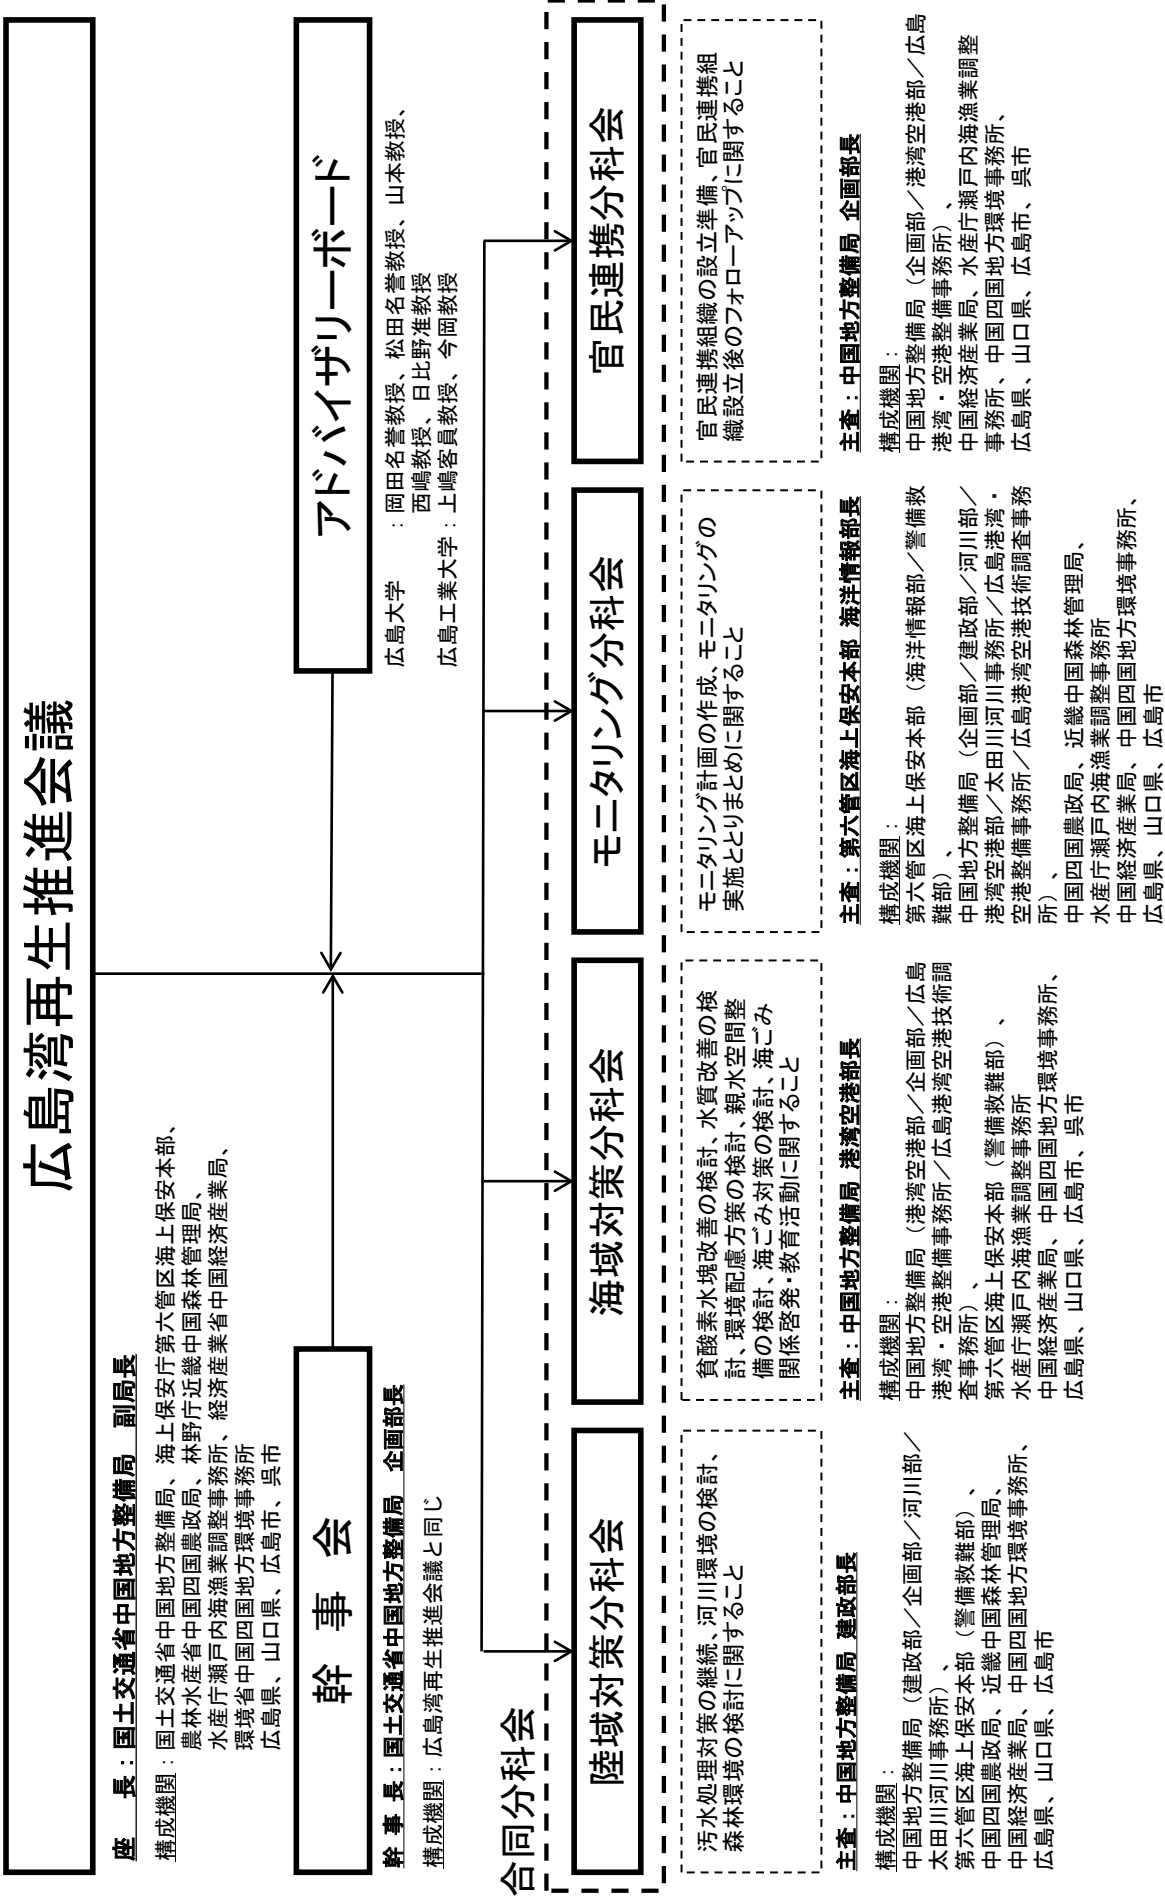 広島湾再生推進会議
座　長：国土交通省中国地方整備局　副局長
構成機関：国土交通省中国地方整備局、海上保安庁第六管区海上保安本部、
農林水産省中国四国農政局、林野庁近畿中国森林管理局、
水産庁瀬戸内海漁業調整事務所、経済産業省中国経済産業局、
環境省中国四国地方環境事務所
広島県、山口県、広島市、呉市
幹　事　会
幹 事 長：国土交通省中国地方整備局　企画部長
構成機関：広島湾再生推進会議と同じ
アドバイザリーボード
広島大学　　：岡田名誉教授、松田名誉教授、山本教授、
西嶋教授、日比野准教授
広島工業大学：上嶋客員教授、今岡教授
合同分科会
陸域対策分科会
汚水処理対策の継続、河川環境の検討、
森林環境の検討に関すること
主査：中国地方整備局 建政部長
構成機関：
中国地方整備局（建政部／企画部／河川部／
太田川河川事務所）、
第六管区海上保安本部（警備救難部）、
中国四国農政局、近畿中国森林管理局、
中国経済産業局、中国四国地方環境事務所、
広島県、山口県、広島市
海域対策分科会
貧酸素水塊改善の検討、水質改善の検
討、環境配慮方策の検討、親水空間整
備の検討、海ごみ対策の検討、海ごみ
関係啓発・教育活動に関すること
主査：中国地方整備局 港湾空港部長
構成機関：
中国地方整備局（港湾空港部／企画部／広島
港湾・空港整備事務所／広島港湾空港技術調
査事務所）、
第六管区海上保安本部（警備救難部）、
水産庁瀬戸内海漁業調整事務所
中国経済産業局、中国四国地方環境事務所、
広島県、山口県、広島市、呉市
モニタリング分科会
モニタリング計画の作成、モニタリングの
実施ととりまとめに関すること
主査：第六管区海上保安本部 海洋情報部長
構成機関：
第六管区海上保安本部（海洋情報部／警備救
難部）、
中国地方整備局（企画部／建政部／河川部／
港湾空港部／太田川河川事務所／広島港湾・
空港整備事務所／広島港湾空港技術調査事務
所）、
中国四国農政局、近畿中国森林管理局、
水産庁瀬戸内海漁業調整事務所
中国経済産業局、中国四国地方環境事務所、
広島県、山口県、広島市
官民連携分科会
官民連携組織の設立準備、官民連携組
織設立後のフォローアップに関すること
主査：中国地方整備局 企画部長
構成機関：
中国地方整備局（企画部／港湾空港部／広島
港湾・空港整備事務所）、
中国経済産業局、水産庁瀬戸内海漁業調整
事務所、中国四国地方環境事務所、
広島県、山口県、広島市、呉市